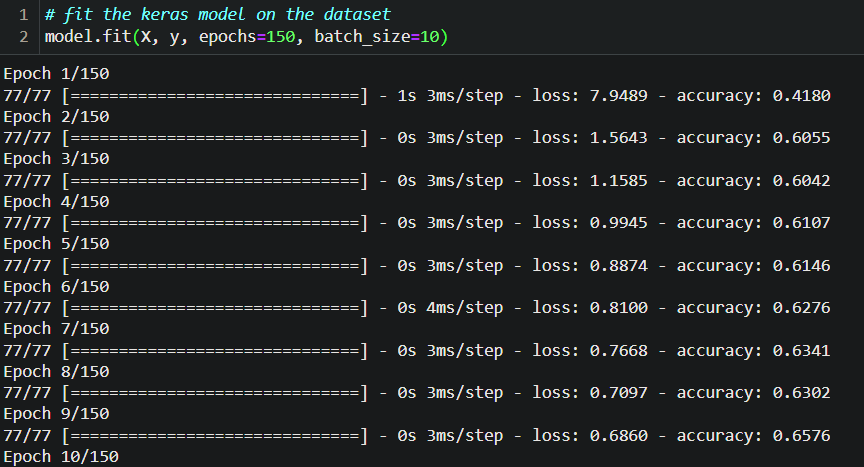 1 # fit the keras model on the dataset
2 model.fit(X, y, epochs=150, batch_size=10)
Epoch 1/150
77/77 [==============================] - 1s 3ms/step - loss: 7.9489 - accuracy: 0.4180
Epoch 2/150
77/77 [==============================] - 0s 3ms/step - loss: 1.5643 - accuracy: 0.6055
Epoch 3/150
77/77 [==============================] - 0s 3ms/step - loss: 1.1585 - accuracy: 0.6042
Epoch 4/150
77/77 [==============================] - 0s 3ms/step - loss: 0.9945 - accuracy: 0.6107
Epoch 5/150
77/77 [==============================] - 0s 3ms/step - loss: 0.8874 - accuracy: 0.6146
Epoch 6/150
77/77 [==============================] - 0s 4ms/step - loss: 0.8100 - accuracy: 0.6276
Epoch 7/150
77/77 [==============================] - 0s 3ms/step - loss: 0.7668 - accuracy: 0.6341
Epoch 8/150
77/77 [==============================] - 0s 3ms/step - loss: 0.7097 - accuracy: 0.6302
Epoch 9/150
77/77 [==============================] - 0s 3ms/step - loss: 0.6860 - accuracy: 0.6576
Epoch 10/150